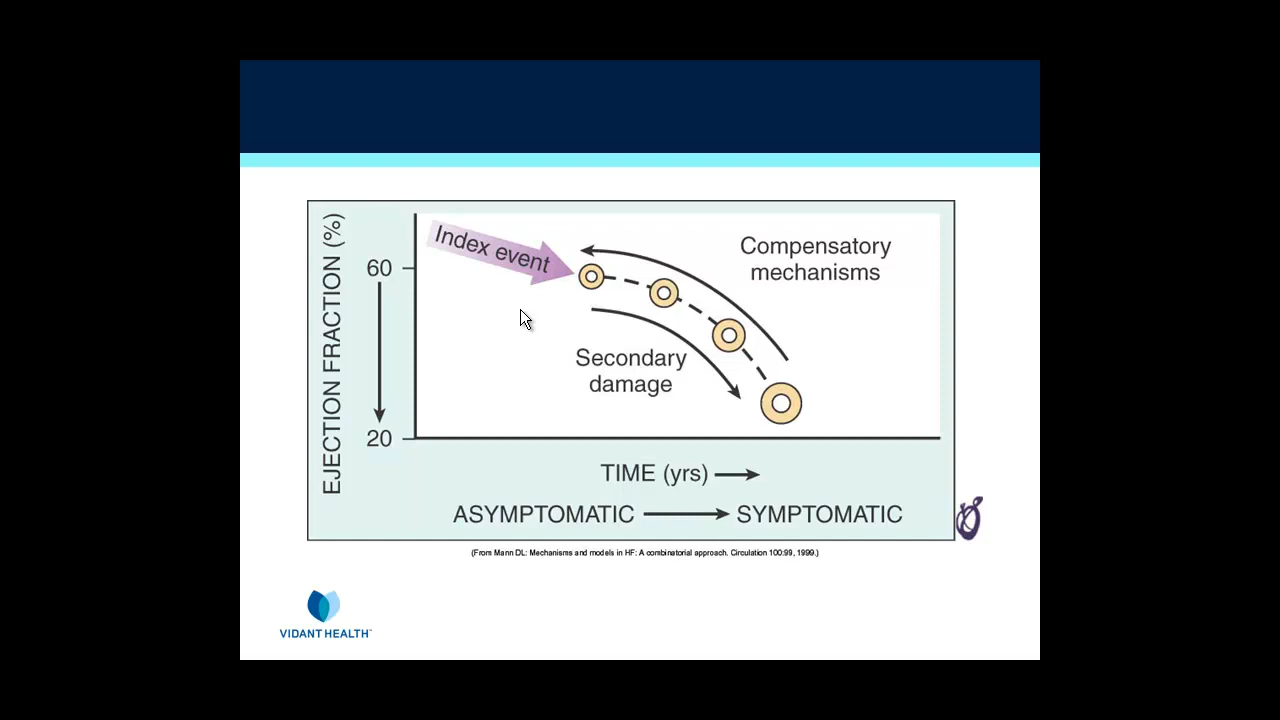 EJECTION FRACTION (%)
60
20
Index event
Compensatory
mechanisms
Secondary
damage
TIME (yrs)
ASYMPTOMATIC
SYMPTOMATIC
(From Mann DL: Mechanisms and models in HF: A combinatorial approach. Circulation 100:99, 1999.)
VIDANT HEALTH™